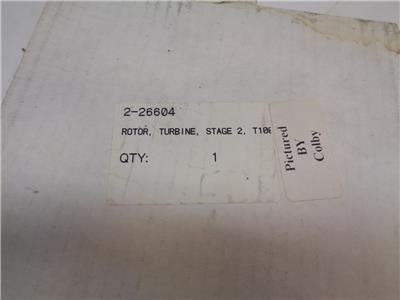 2-26604
ROTOR, TURBINE, STAGE 2, T10
QTY: 1
Pictured
BY
Colby